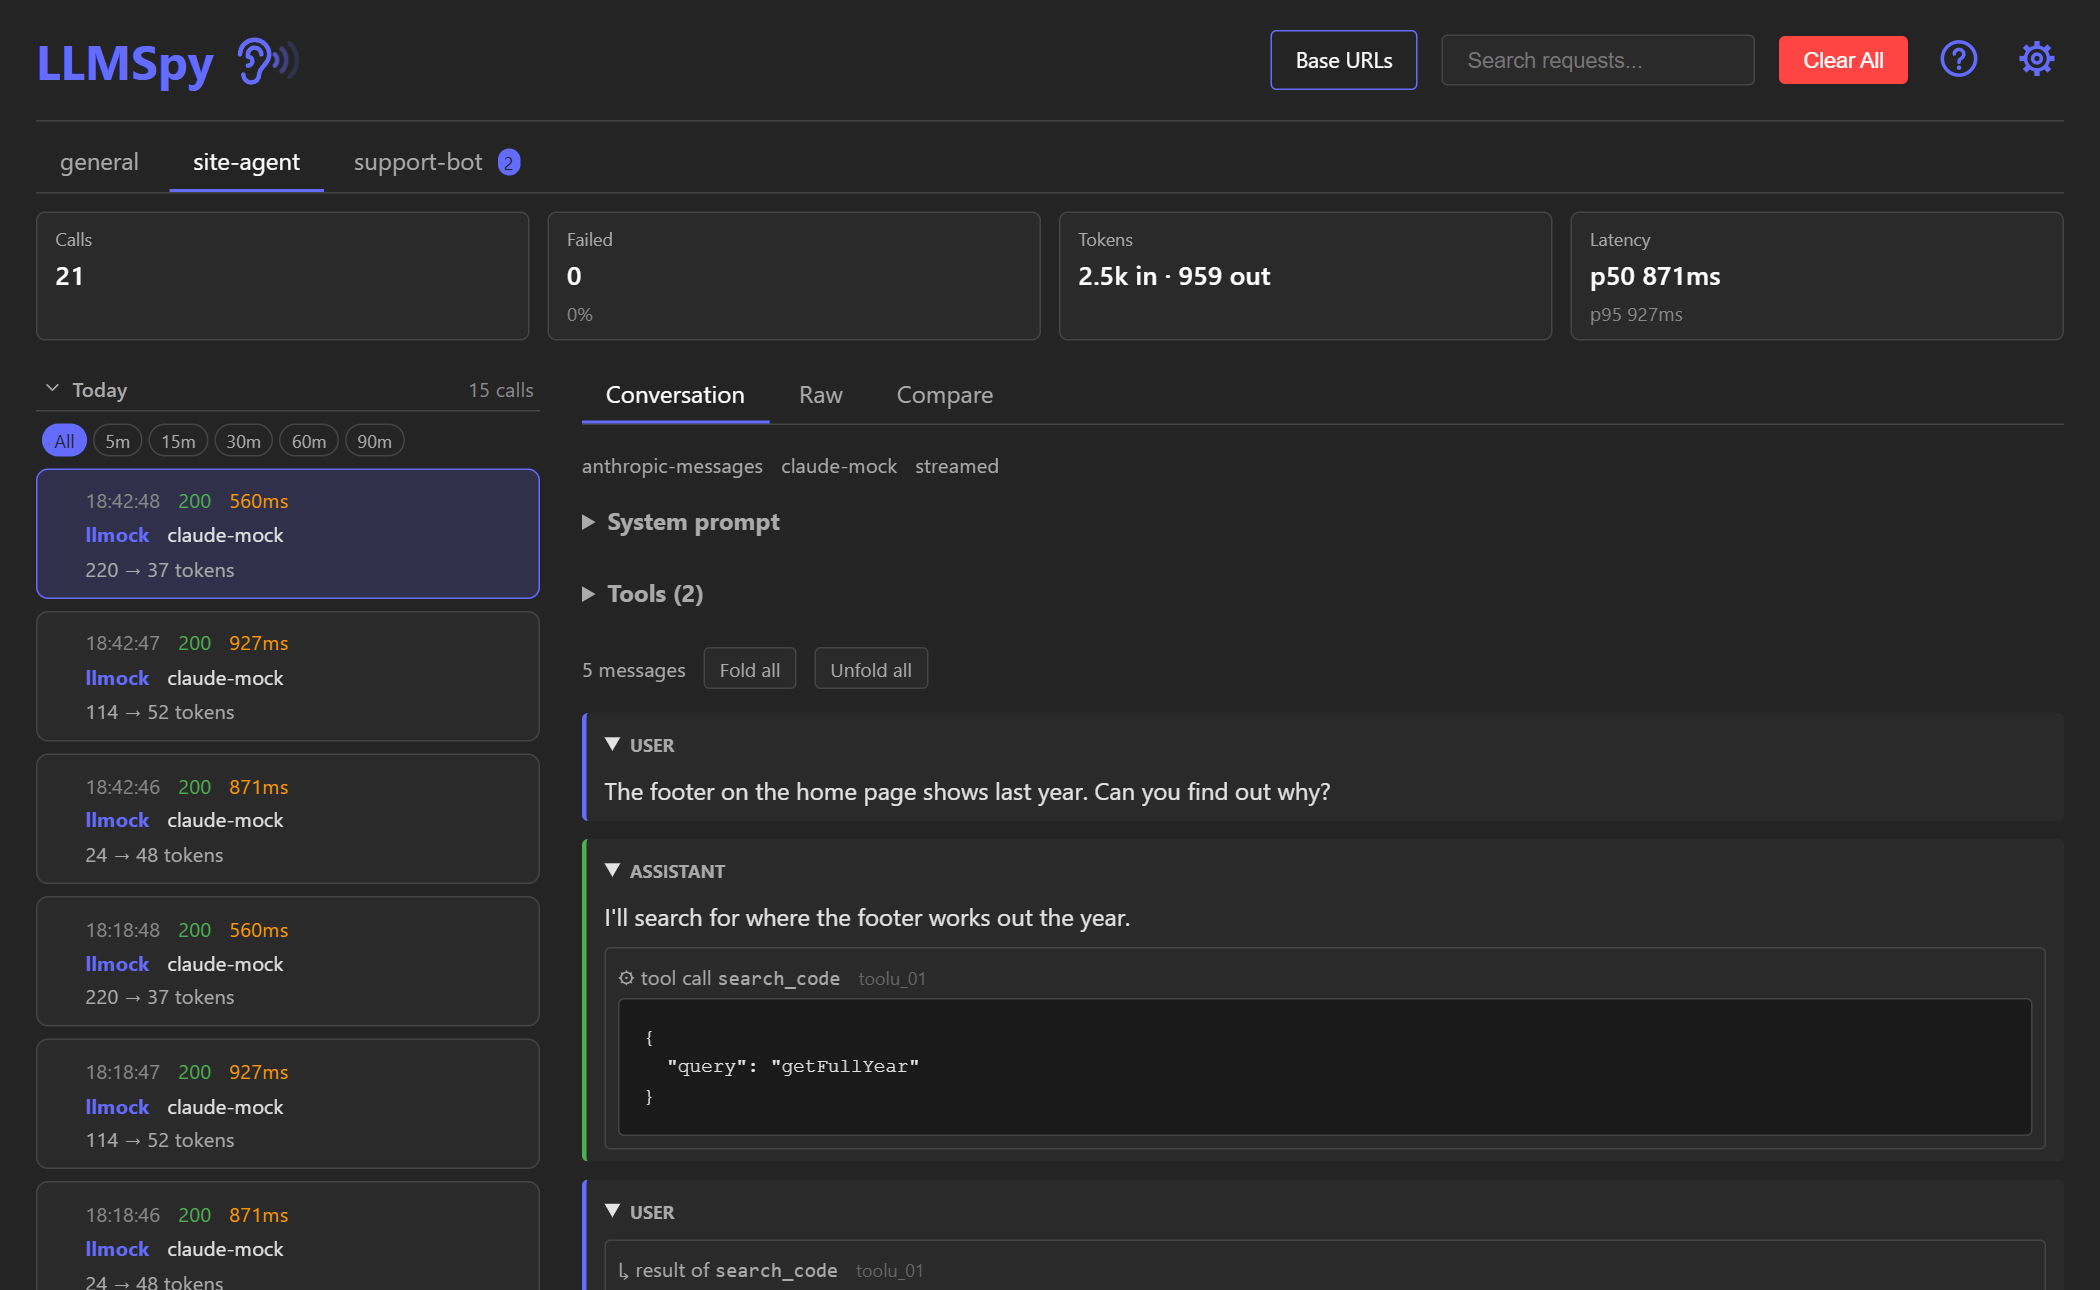 LLMSpy
Base URLs
Search requests...
Clear All
general
site-agent
support-bot 2
Calls
21
Failed
0
0%
Tokens
2.5k in · 959 out
Latency
p50 871ms
p95 927ms
Today
15 calls
All
5m
15m
30m
60m
90m
18:42:48 200 560ms
llmock claude-mock
220 → 37 tokens
18:42:47 200 927ms
llmock claude-mock
114 → 52 tokens
18:42:46 200 871ms
llmock claude-mock
24 → 48 tokens
18:18:48 200 560ms
llmock claude-mock
220 → 37 tokens
18:18:47 200 927ms
llmock claude-mock
114 → 52 tokens
18:18:46 200 871ms
llmock claude-mock
24 → 48 tokens
Conversation
Raw
Compare
anthropic-messages claude-mock streamed
System prompt
Tools (2)
5 messages
Fold all
Unfold all
USER
The footer on the home page shows last year. Can you find out why?
ASSISTANT
I'll search for where the footer works out the year.
tool call search_code toolu_01
{
"query": "getFullYear"
}
USER
result of search_code toolu_01